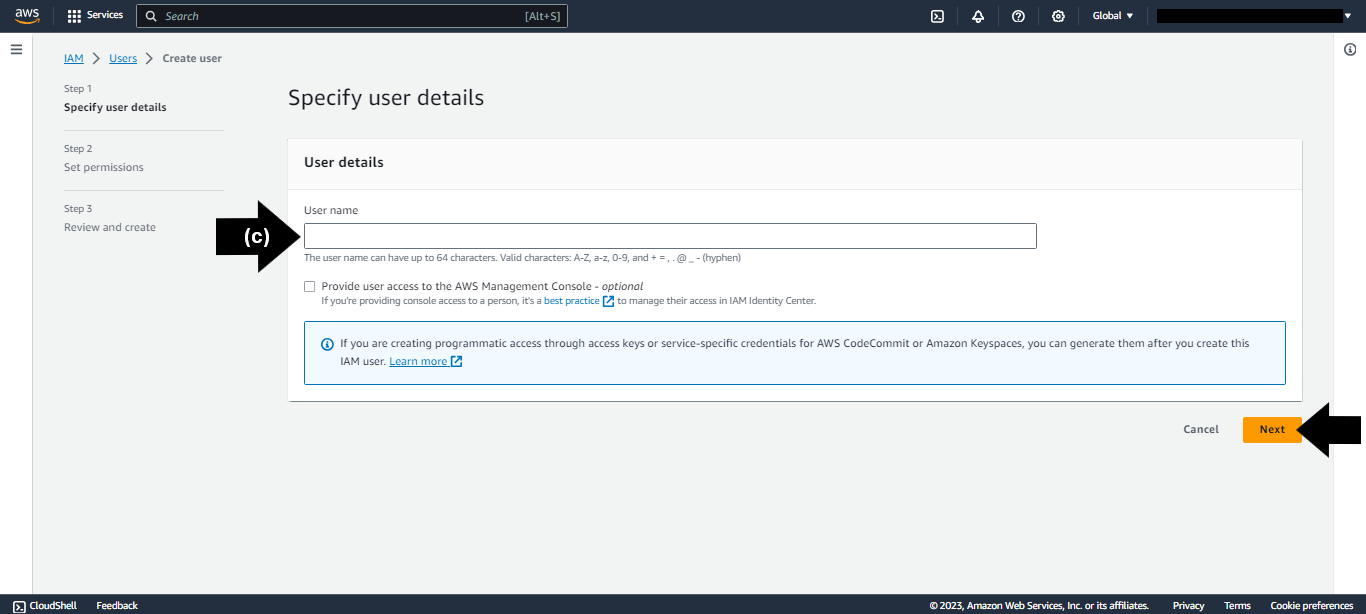 aws
Services
Search
[Alt+S]
Global
IAM
Users
Create user
Step 1
Specify user details
Step 2
Set permissions
Step 3
Review and create
Specify user details
User details
User name
(c)
The user name can have up to 64 characters. Valid characters: A-Z, a-z, 0-9, and + = , . @ _ - (hyphen)
Provide user access to the AWS Management Console - optional
If you're providing console access to a person, it's a best practice to manage their access in IAM Identity Center.
If you are creating programmatic access through access keys or service-specific credentials for AWS CodeCommit or Amazon Keyspaces, you can generate them after you create this
IAM user. Learn more
Cancel
Next
CloudShell
Feedback
© 2023, Amazon Web Services, Inc. or its affiliates.
Privacy
Terms
Cookie preferences